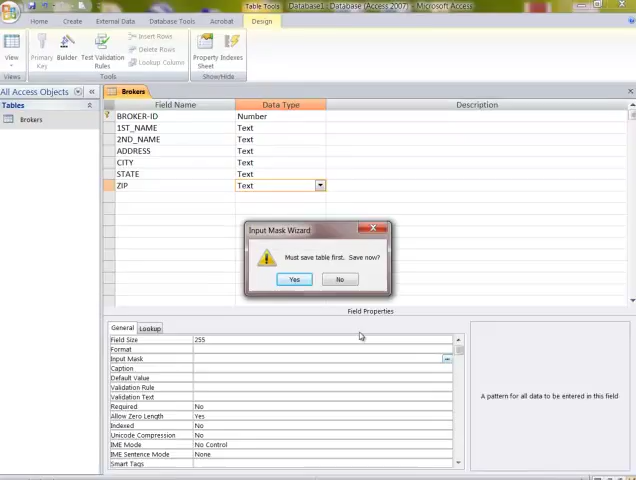 Table Tools
Database1 : Database (Access 2007) - Microsoft Access
Home
Create
External Data
Database Tools
Acrobat
Design
View
Primary Key
Builder
Test Validation Rules
Insert Rows
Delete Rows
Lookup Column
Property Sheet
Indexes
Views
Tools
Show/Hide
All Access Objects
Brokers
Tables
Brokers
Field Name Data Type Description
BROKER-ID Number
1ST_NAME Text
2ND_NAME Text
ADDRESS Text
CITY Text
STATE Text
ZIP Text
Input Mask Wizard
Must save table first. Save now?
Yes No
Field Properties
General Lookup
Field Size 255
Format
Input Mask
Caption
Default Value
Validation Rule
Validation Text
Required No
Allow Zero Length Yes
Indexed No
Unicode Compression No
IME Mode No Control
IME Sentence Mode None
Smart Tags
A pattern for all data to be entered in this field